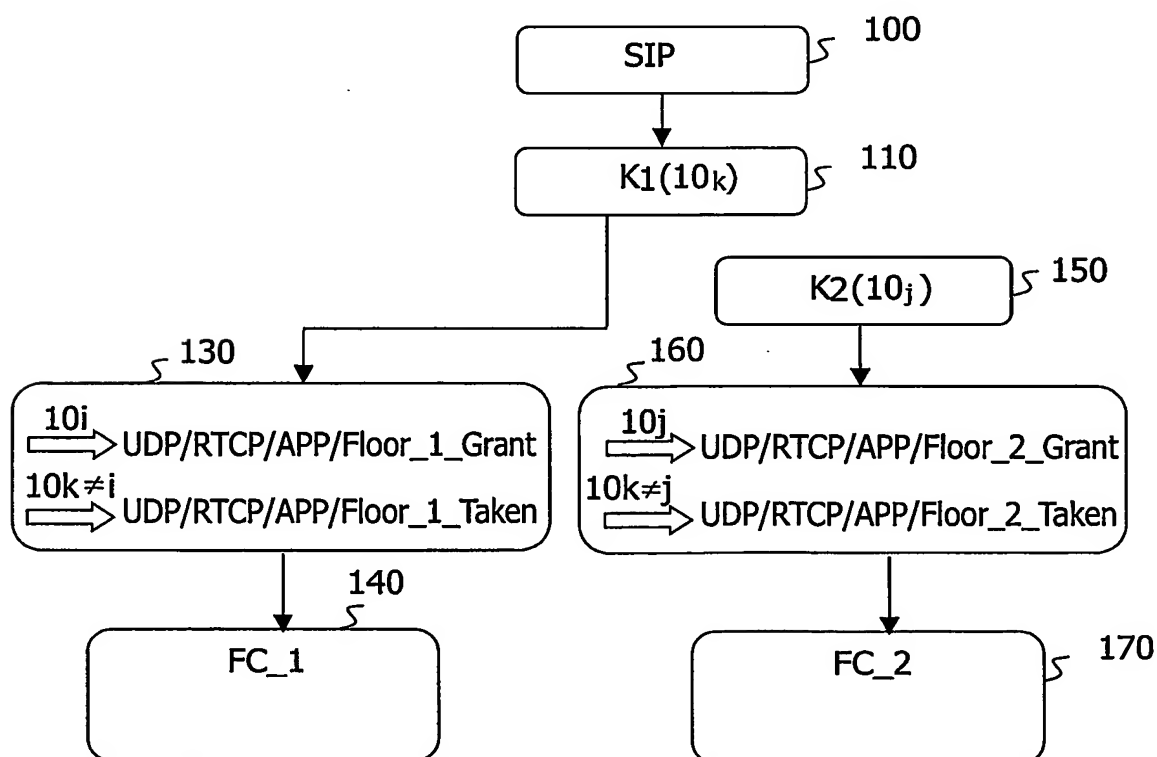 SIP
100
K1(10k)
110
K2(10j)
150
130
10i
UDP/RTCP/APP/Floor_1_Grant
10k≠i
UDP/RTCP/APP/Floor_1_Taken
160
10j
UDP/RTCP/APP/Floor_2_Grant
10k≠j
UDP/RTCP/APP/Floor_2_Taken
140
FC_1
FC_2
170